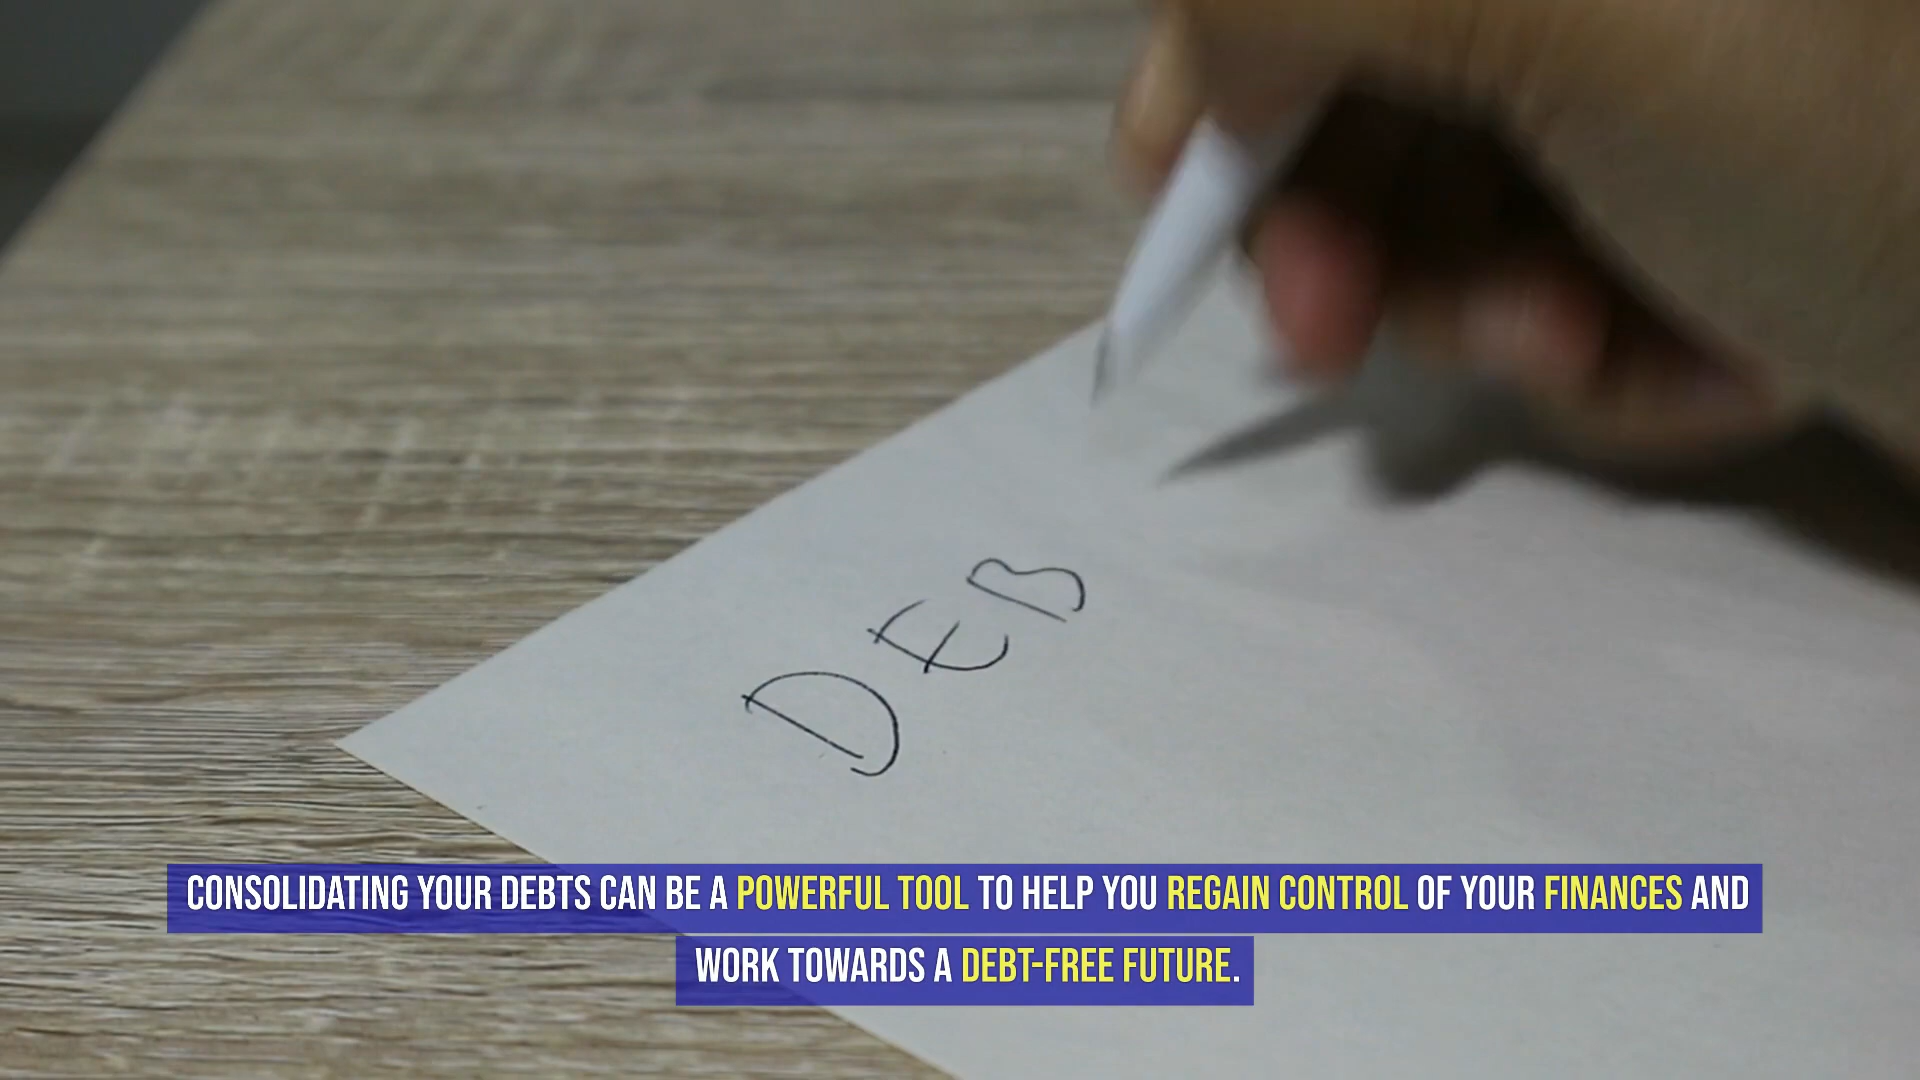 DEB
CONSOLIDATING YOUR DEBTS CAN BE A POWERFUL TOOL TO HELP YOU REGAIN CONTROL OF YOUR FINANCES AND
WORK TOWARDS A DEBT-FREE FUTURE.